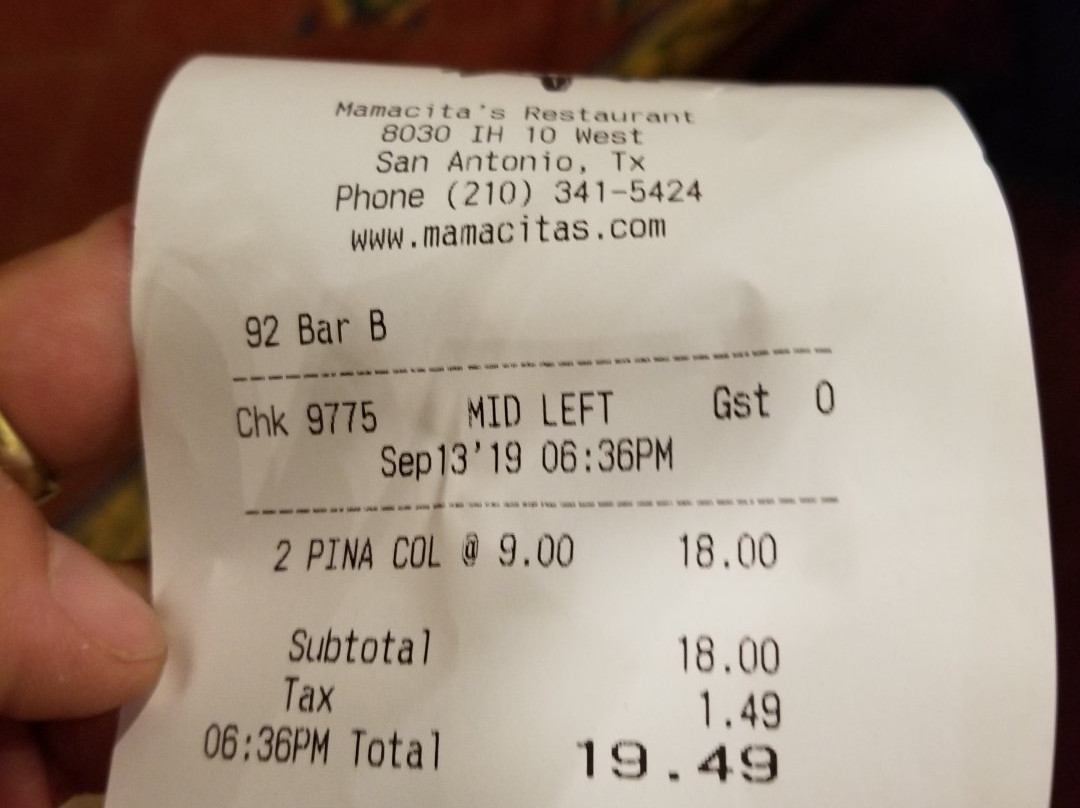 Mamacita's Restaurant
8030 IH 10 West
San Antonio, Tx
Phone (210) 341-5424
www.mamacitas.com
92 Bar B
Chk 9775 MID LEFT Gst 0
Sep13'19 06:36PM
2 PINA COL @ 9.00 18.00
Subtotal 18.00
Tax 1.49
06:36PM Total 19.49